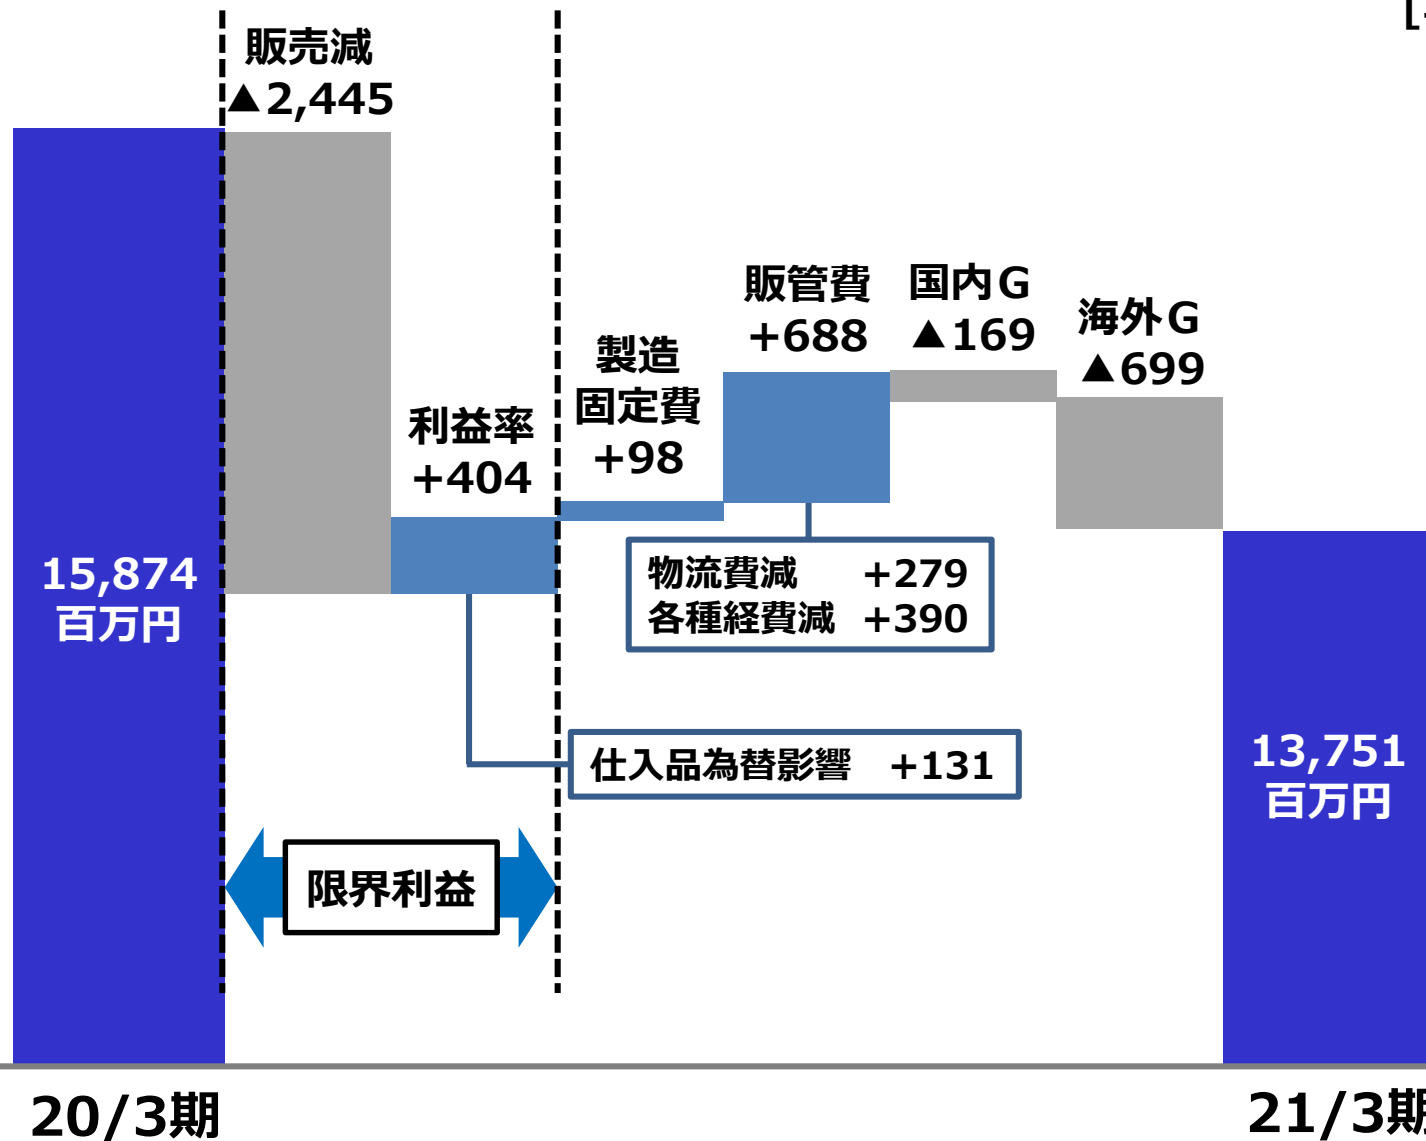 販売減
▲2,445
利益率
+404
製造
固定費
+98
販管費
+688
国内G
▲169
海外G
▲699
15,874
百万円
物流費減 +279
各種経費減 +390
仕入品為替影響 +131
限界利益
13,751
百万円
20/3期
21/3期